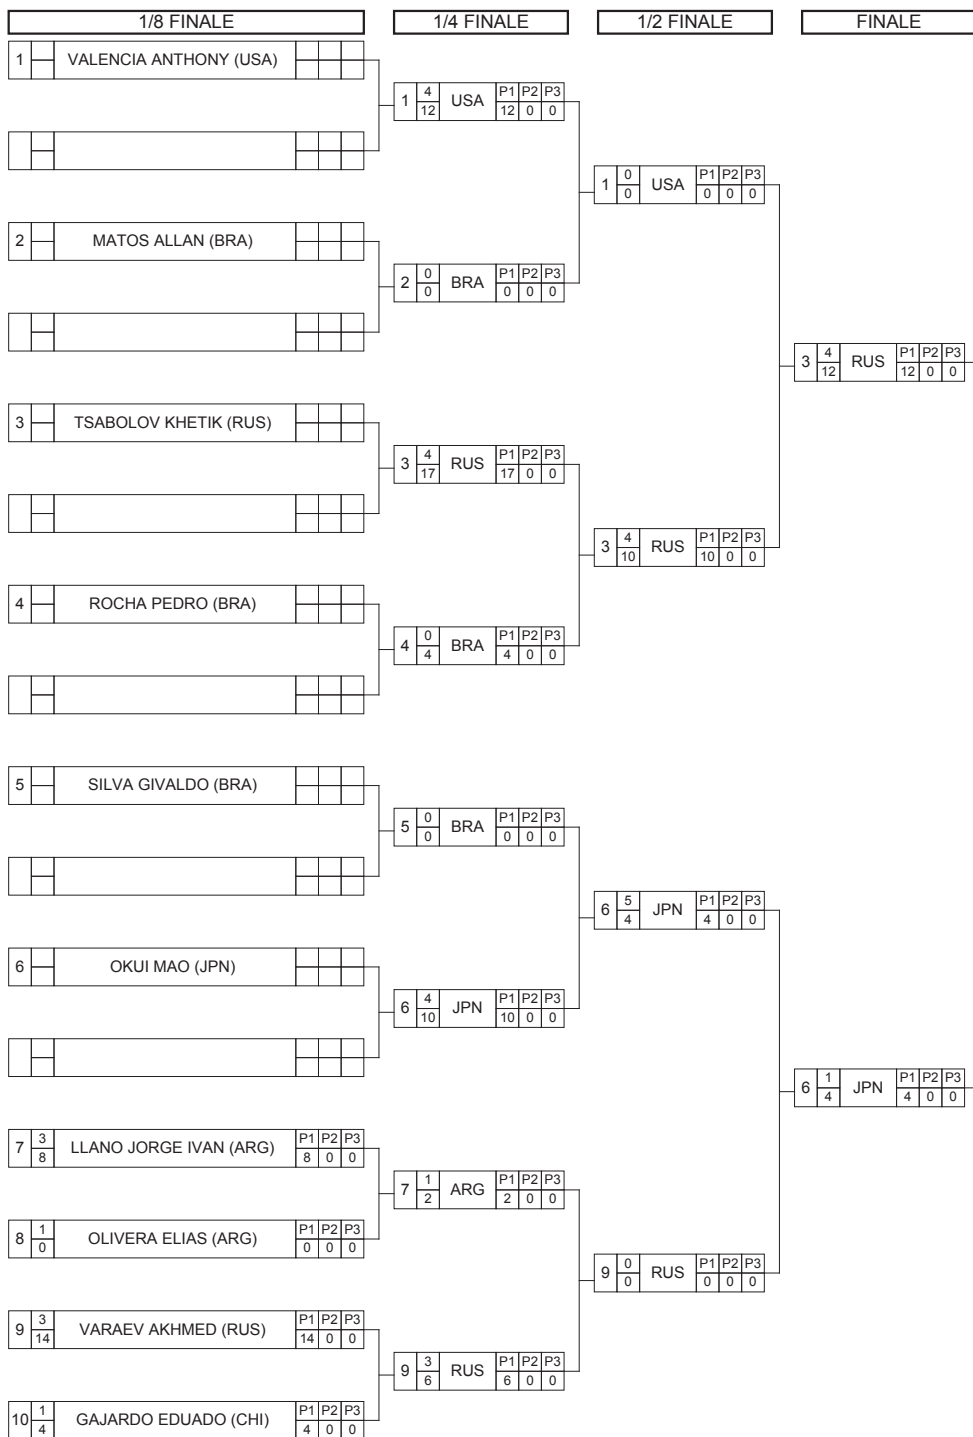 1/8 FINALE 1/4 FINALE 1/2 FINALE FINALE
1 VALENCIA ANTHONY (USA)
1 4 12 USA P1 P2 P3 12 0 0
1 0 0 USA P1 P2 P3 0 0 0
2 MATOS ALLAN (BRA)
2 0 0 BRA P1 P2 P3 0 0 0
3 4 12 RUS P1 P2 P3 12 0 0
3 TSABOLOV KHETIK (RUS)
3 4 17 RUS P1 P2 P3 17 0 0
3 4 10 RUS P1 P2 P3 10 0 0
4 ROCHA PEDRO (BRA)
4 0 4 BRA P1 P2 P3 4 0 0
5 SILVA GIVALDO (BRA)
5 0 0 BRA P1 P2 P3 0 0 0
6 5 4 JPN P1 P2 P3 4 0 0
6 OKUI MAO (JPN)
6 4 10 JPN P1 P2 P3 10 0 0
6 1 4 JPN P1 P2 P3 4 0 0
7 3 8 LLANO JORGE IVAN (ARG) P1 P2 P3 8 0 0
7 1 2 ARG P1 P2 P3 2 0 0
8 1 0 OLIVERA ELIAS (ARG) P1 P2 P3 0 0 0
9 0 0 RUS P1 P2 P3 0 0 0
9 3 14 VARAEV AKHMED (RUS) P1 P2 P3 14 0 0
9 3 6 RUS P1 P2 P3 6 0 0
10 1 4 GAJARDO EDUADO (CHI) P1 P2 P3 4 0 0